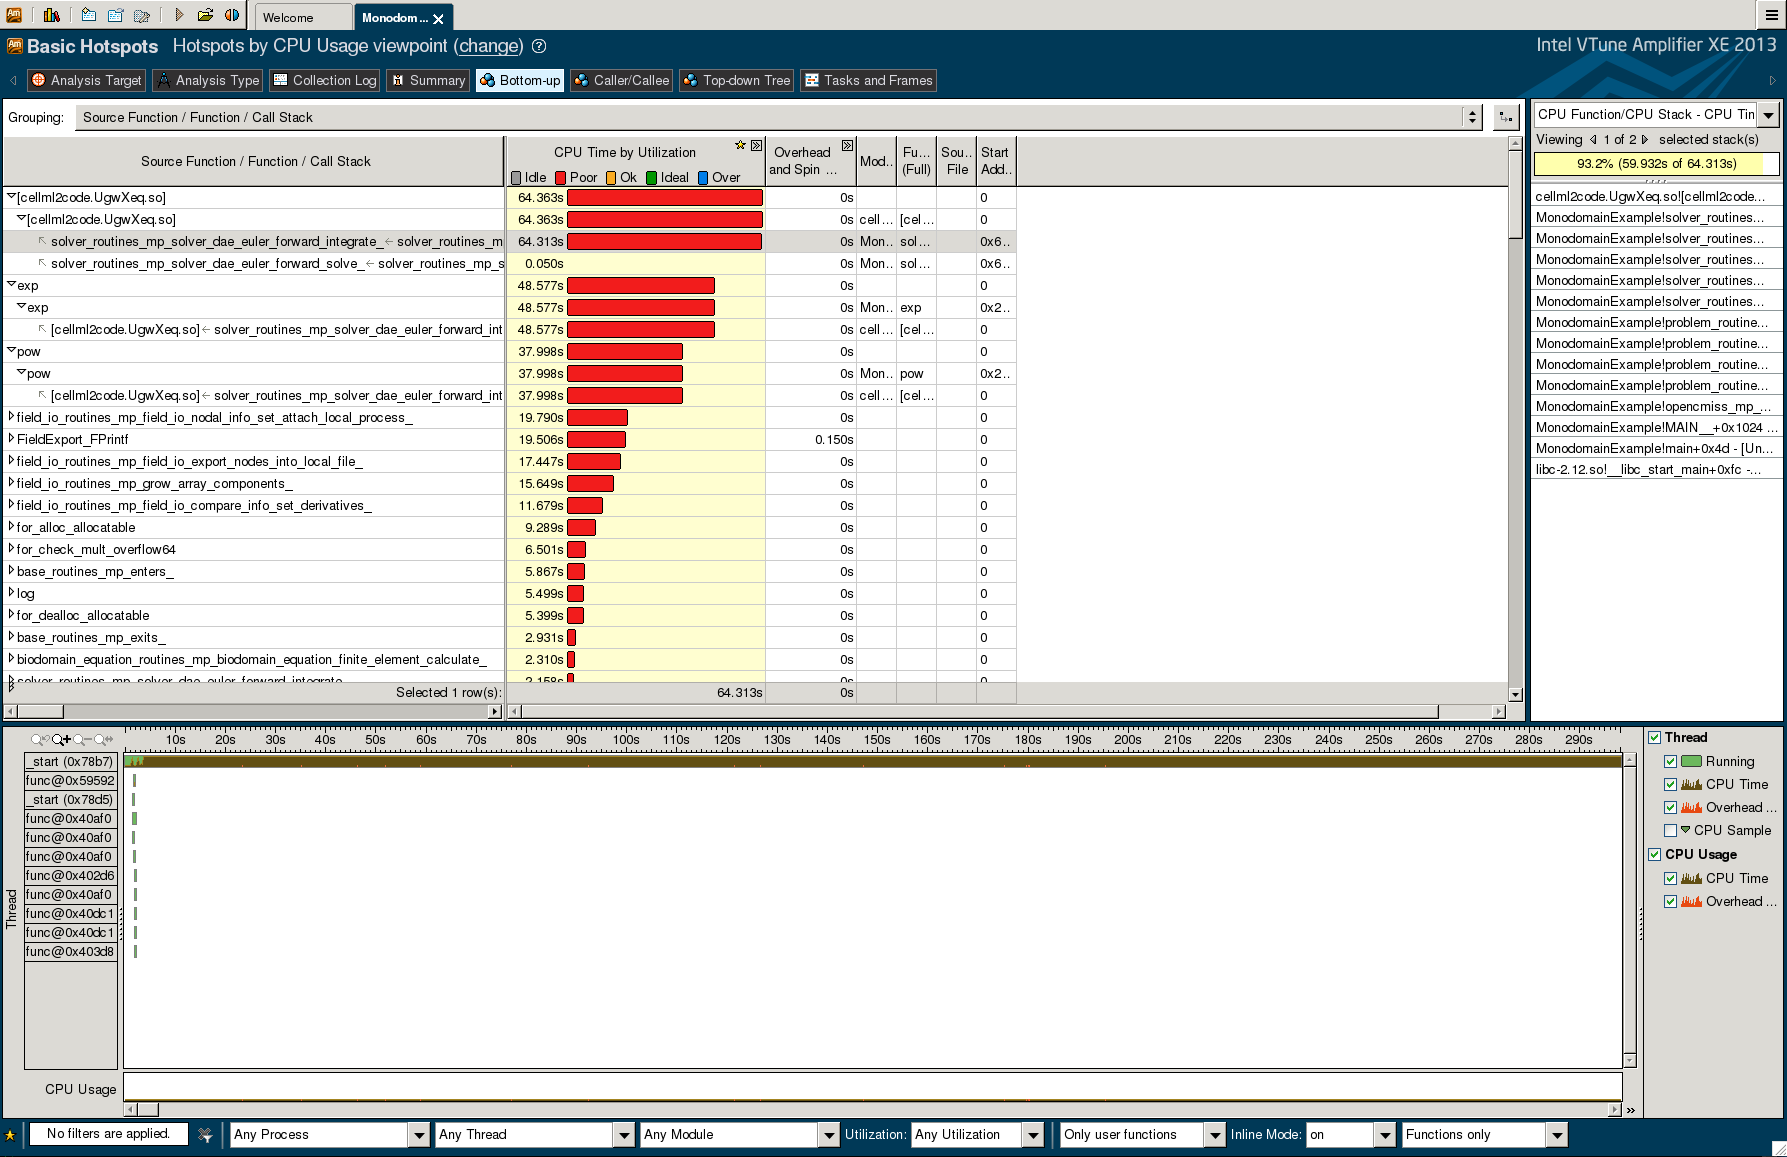 Welcome
Monodom ...
Basic Hotspots Hotspots by CPU Usage viewpoint (change)
Intel VTune Amplifier XE 2013
Analysis Target Analysis Type Collection Log Summary Bottom-up Caller/Callee Top-down Tree Tasks and Frames
Grouping: Source Function / Function / Call Stack
Source Function / Function / Call Stack
CPU Time by Utilization
Idle Poor Ok Ideal Over
Overhead and Spin ...
Mod..
Fu... (Full)
Sou.. File
Start Add..
[cellml2code.UgwXeq.so] 64.363s 0s 0
[cellml2code.UgwXeq.so] 64.363s 0s cell... [cel... 0
solver_routines_mp_solver_dae_euler_forward_integrate_ ← solver_routines_m 64.313s 0s Mon.. sol... 0x6..
solver_routines_mp_solver_dae_euler_forward_solve_ ← solver_routines_mp_s 0.050s 0s Mon.. sol... 0x6..
exp 48.577s 0s 0
exp 48.577s 0s Mon.. exp 0x2..
[cellml2code.UgwXeq.so] ← solver_routines_mp_solver_dae_euler_forward_int 48.577s 0s cell... [cel... 0
pow 37.998s 0s 0
pow 37.998s 0s Mon.. pow 0x2..
[cellml2code.UgwXeq.so] ← solver_routines_mp_solver_dae_euler_forward_int 37.998s 0s cell... [cel... 0
field_io_routines_mp_field_io_nodal_info_set_attach_local_process_ 19.790s 0s 0
FieldExport_FPrintf 19.506s 0.150s 0
field_io_routines_mp_field_io_export_nodes_into_local_file_ 17.447s 0s 0
field_io_routines_mp_grow_array_components_ 15.649s 0s 0
field_io_routines_mp_field_io_compare_info_set_derivatives_ 11.679s 0s 0
for_alloc_allocatable 9.289s 0s 0
for_check_mult_overflow64 6.501s 0s 0
base_routines_mp_enters_ 5.867s 0s 0
log 5.499s 0s 0
for_dealloc_allocatable 5.399s 0s 0
base_routines_mp_exits_ 2.931s 0s 0
biodomain_equation_routines_mp_biodomain_equation_finite_element_calculate_ 2.310s 0s 0
solver_routines_mp_solver_dae_euler_forward_integrate_ 2.158s 0s 0
Selected 1 row(s): 64.313s 0s
CPU Function/CPU Stack - CPU Tin
Viewing 1 of 2 selected stack(s)
93.2% (59.932s of 64.313s)
cellml2code.UgwXeq.so![cellml2code...
MonodomainExample!solver_routines...
MonodomainExample!solver_routines...
MonodomainExample!solver_routines...
MonodomainExample!solver_routines...
MonodomainExample!solver_routines...
MonodomainExample!problem_routine...
MonodomainExample!problem_routine...
MonodomainExample!problem_routine...
MonodomainExample!problem_routine...
MonodomainExample!opencmiss_mp_...
MonodomainExample!MAIN__+0x1024 ...
MonodomainExample!main+0x4d - [Un...
libc-2.12.so!__libc_start_main+0xfc -...
10s 20s 30s 40s 50s 60s 70s 80s 90s 100s 110s 120s 130s 140s 150s 160s 170s 180s 190s 200s 210s 220s 230s 240s 250s 260s 270s 280s 290s
Thread
_start (0x78b7)
func@0x59592
_start (0x78d5)
func@0x40af0
func@0x40af0
func@0x40af0
func@0x402d6
func@0x40af0
func@0x40dc1
func@0x40dc1
func@0x403d8
CPU Usage
Thread
Running
CPU Time
Overhead ...
CPU Sample
CPU Usage
CPU Time
Overhead ...
No filters are applied. Any Process Any Thread Any Module Utilization: Any Utilization Only user functions Inline Mode: on Functions only